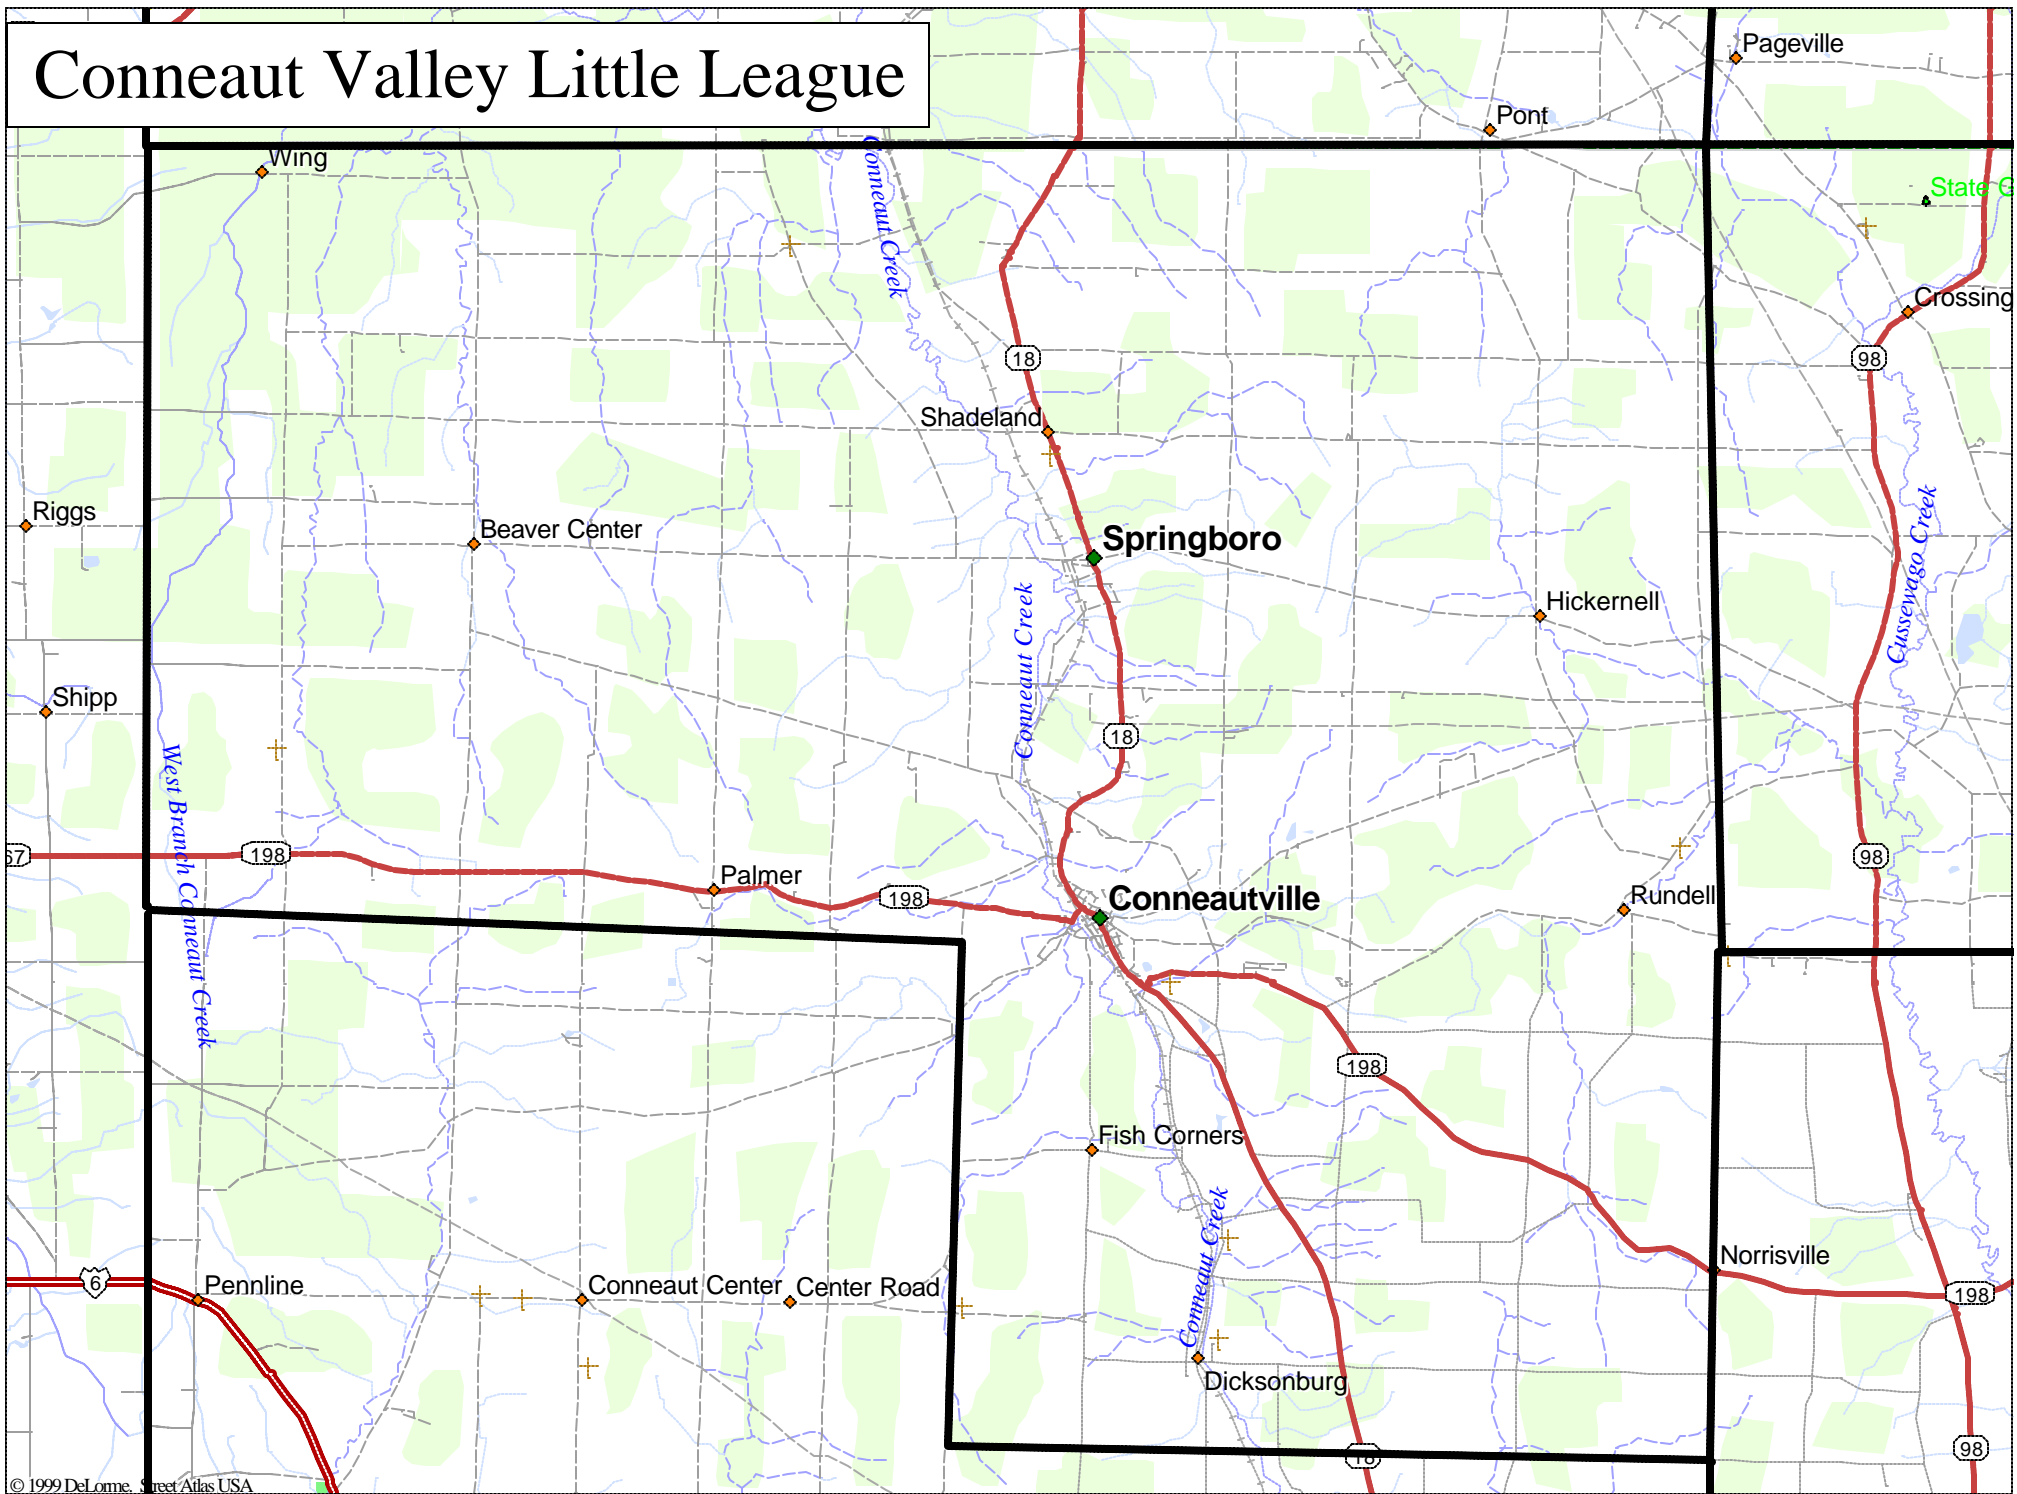 Conneaut Valley Little League
Pageville
Pont
Wing
Conneaut Creek
State G
Crossing
18
98
Shadeland
Riggs
Beaver Center
Springboro
Cussewago Creek
Conneaut Creek
Hickernell
Shipp
18
West Branch Conneaut Creek
67
198
Palmer
198
Conneautville
98
Rundell
198
Fish Corners
Conneaut Creek
Norrisville
6
Pennline
Conneaut Center
Center Road
198
Dicksonburg
18
98
© 1999 DeLorme. Street Atlas USA